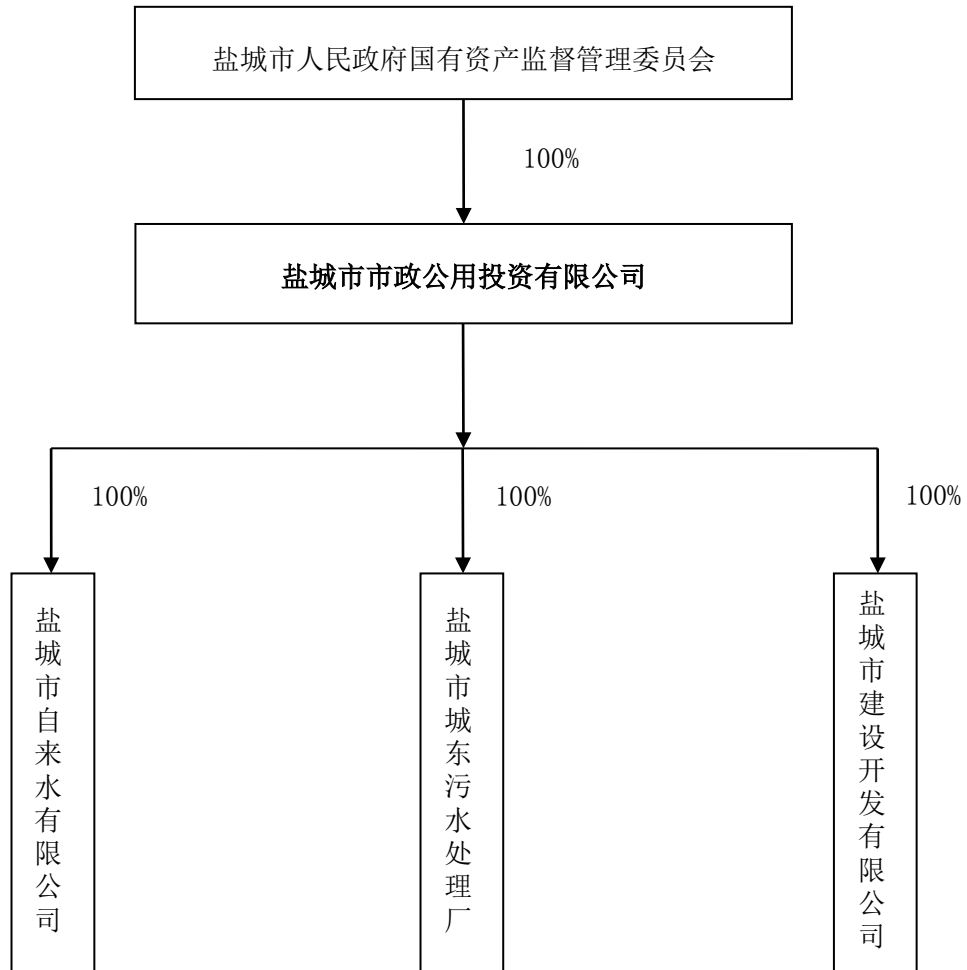 盐城市人民政府国有资产监督管理委员会
100%
盐城市市政公用投资有限公司
100%
100%
100%
盐城市自来水有限公司
盐城市城东污水处理厂
盐城市建设开发有限公司